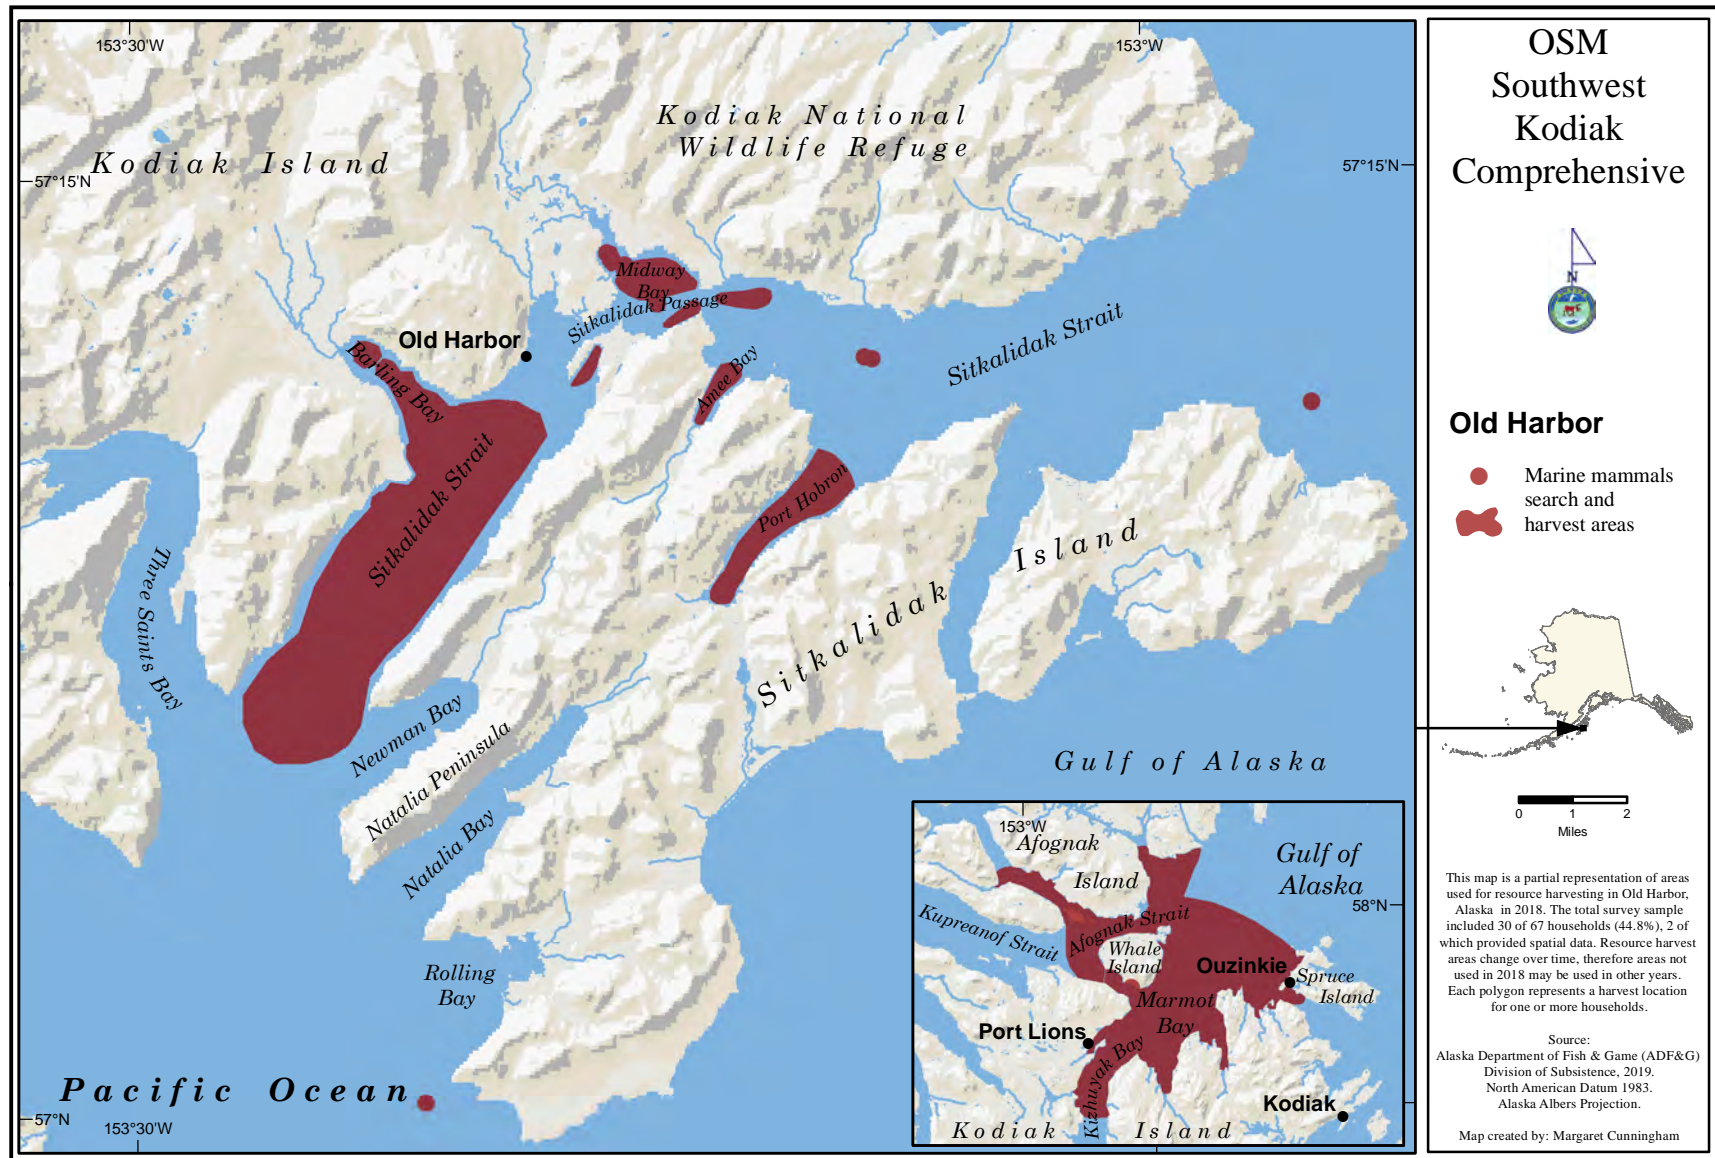 153°30'W
153°W
Kodiak National
Wildlife Refuge
Kodiak Island
57°15'N
57°15'N
Midway
Bay
Sitkalidak Passage
Old Harbor
Sitkalidak Strait
Barling Bay
Amee Bay
Sitkalidak Strait
Port Hobron
Island
Three Saints Bay
Sitkalidak
Newman Bay
Natalia Peninsula
Natalia Bay
Gulf of Alaska
Rolling
Bay
Pacific Ocean
57°N
153°30'W
153°W
Afognak
Island
Gulf of
Alaska
58°N
Kupreanof Strait
Afognak Strait
Whale
Island
Ouzinkie
Spruce
Island
Marmot
Bay
Port Lions
Kizhuyak Bay
Kodiak
Kodiak Island
OSM
Southwest
Kodiak
Comprehensive
N
Old Harbor
Marine mammals
search and
harvest areas
0 1 2
Miles
This map is a partial representation of areas
used for resource harvesting in Old Harbor,
Alaska in 2018. The total survey sample
included 30 of 67 households (44.8%), 2 of
which provided spatial data. Resource harvest
areas change over time, therefore areas not
used in 2018 may be used in other years.
Each polygon represents a harvest location
for one or more households.
Source:
Alaska Department of Fish & Game (ADF&G)
Division of Subsistence, 2019.
North American Datum 1983.
Alaska Albers Projection.
Map created by: Margaret Cunningham